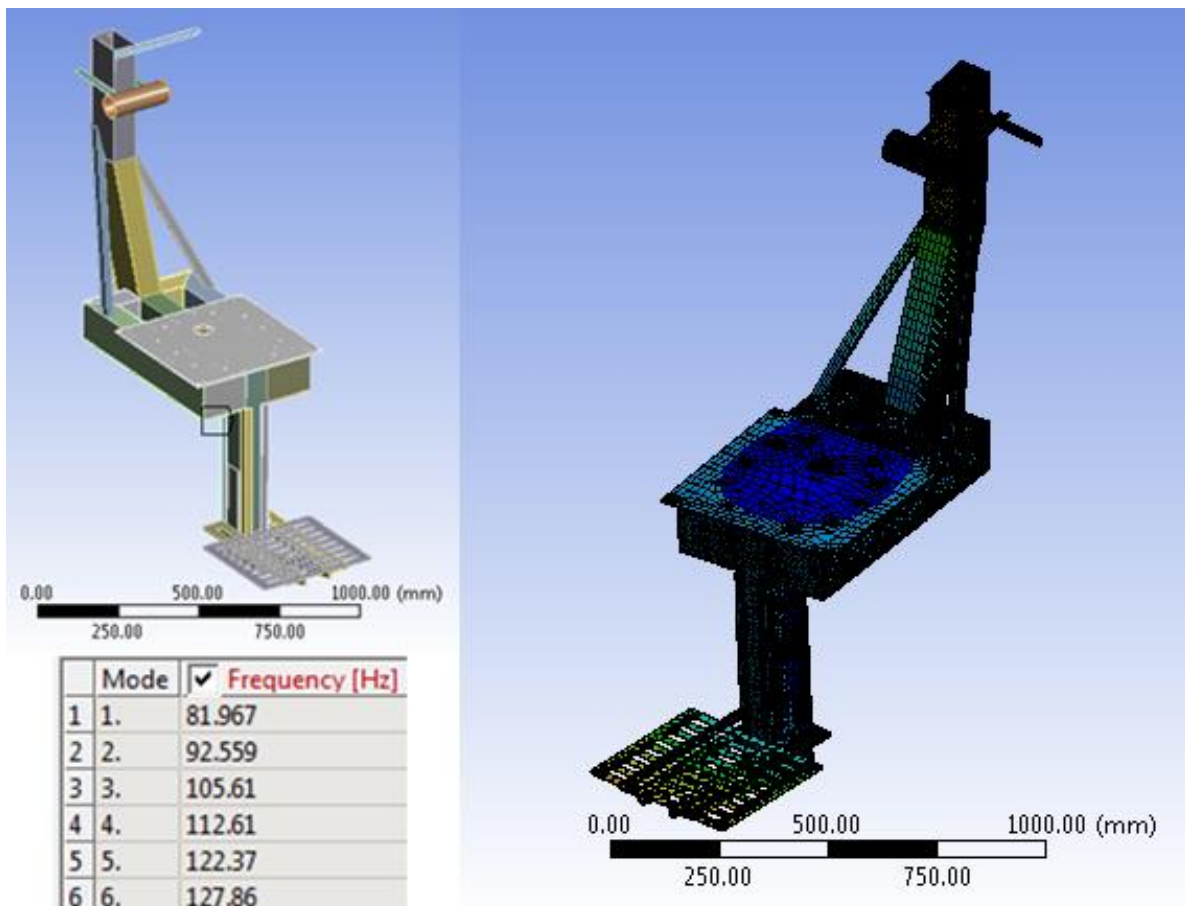 0.00 500.00 1000.00 (mm)
250.00 750.00
Mode Frequency [Hz]
1 1. 81.967
2 2. 92.559
3 3. 105.61
4 4. 112.61
5 5. 122.37
6 6. 127.86
0.00 500.00 1000.00 (mm)
250.00 750.00